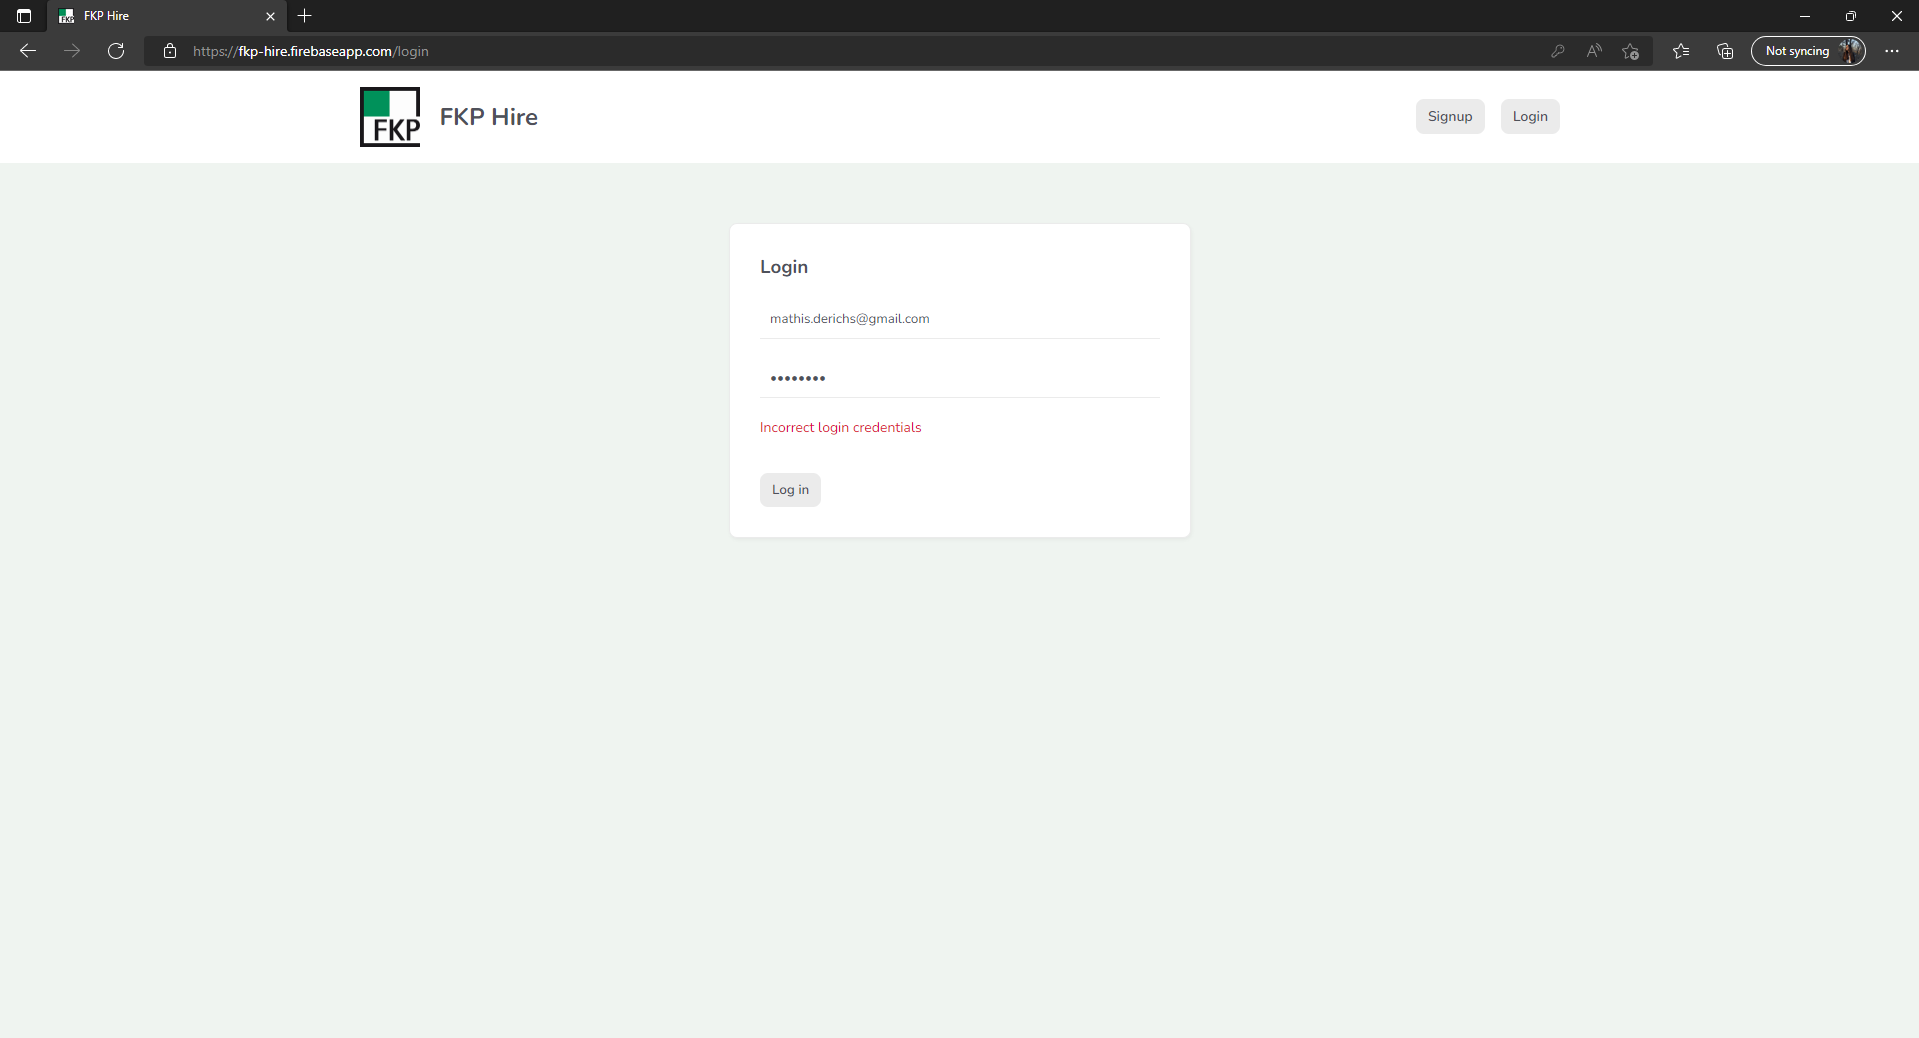 FKP Hire
https://fkp-hire.firebaseapp.com/login
Not syncing
FKP
FKP Hire
Signup
Login
Login
mathis.derichs@gmail.com
••••••••
Incorrect login credentials
Log in